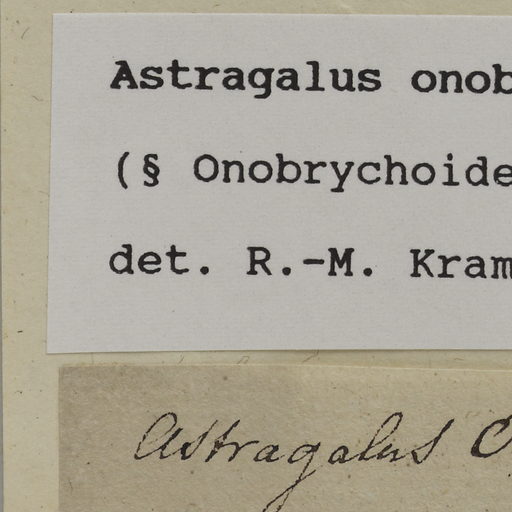 Astragalus onob
(§ Onobrychoide
det. R.-M. Kram
Astragalus